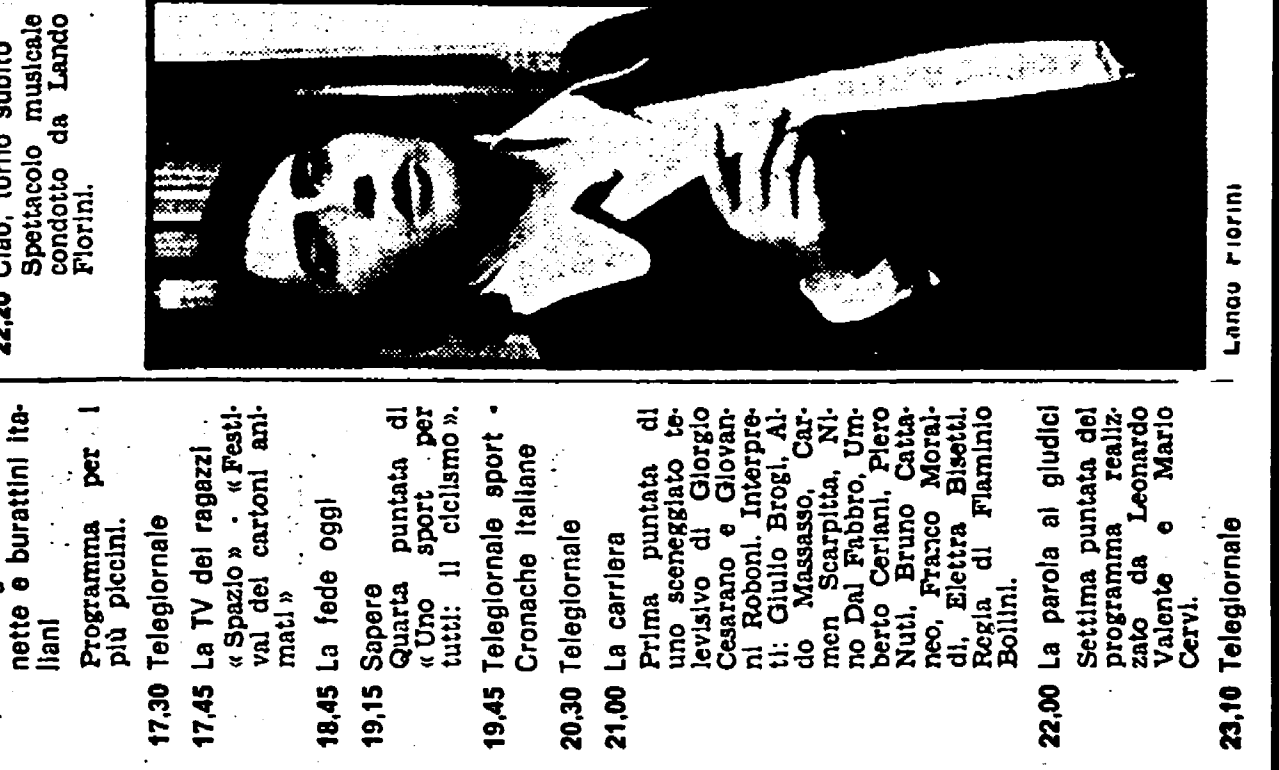 nette e burattini ita-
liani
Programma per i
più piccini.
17,30 Telegiornale
17,45 La TV dei ragazzi
« Spazio » - « Festi-
val dei cartoni ani-
mati »
18,45 La fede oggi
19,15 Sapere
Quarta puntata di
« Uno sport per
tutti: il ciclismo ».
19,45 Telegiornale sport -
Cronache italiane
20,30 Telegiornale
21,00 La carriera
Prima puntata di
uno sceneggiato te-
levisivo di Giorgio
Cesarano e Giovan-
ni Roboni. Interpre-
ti: Giulio Brogi, Al-
do Massasso, Car-
men Scarpitta, Ni-
no Dal Fabbro, Um-
berto Ceriani, Piero
Nuti, Bruno Catta-
neo, Franco Moral-
di, Elettra Bisetti.
Regia di Flaminio
Bollini.
22,00 La parola ai giudici
Settima puntata del
programma realiz-
zato da Leonardo
Valente e Mario
Cervi.
23,10 Telegiornale
22,20 Ciao, torno subito
Spettacolo musicale
condotto da Lando
Fiorini.
Lando Fiorini